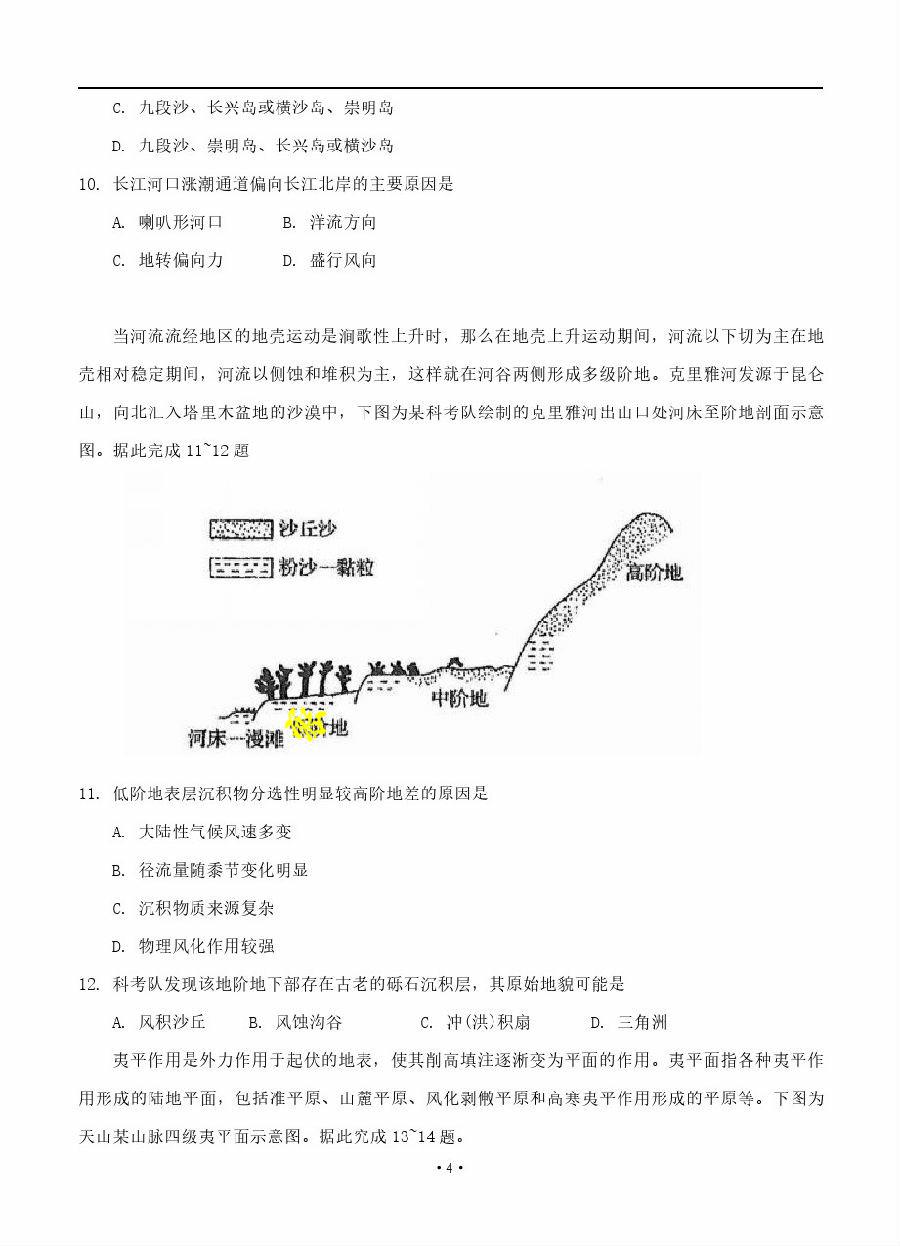 C. 九段沙、长兴岛或横沙岛、崇明岛
D. 九段沙、崇明岛、长兴岛或横沙岛
10. 长江河口涨潮通道偏向长江北岸的主要原因是
A. 喇叭形河口 B. 洋流方向
C. 地转偏向力 D. 盛行风向
当河流流经地区的地壳运动是间歇性上升时，那么在地壳上升运动期间，河流以下切为主在地
壳相对稳定期间，河流以侧蚀和堆积为主，这样就在河谷两侧形成多级阶地。克里雅河发源于昆仑
山，向北汇入塔里木盆地的沙漠中，下图为某科考队绘制的克里雅河出山口处河床至阶地剖面示意
图。据此完成 11~12 题
沙丘沙
粉沙一黏粒
高阶地
中阶地
地
河床一漫滩
11. 低阶地表层沉积物分选性明显较高阶地差的原因是
A. 大陆性气候风速多变
B. 径流量随季节变化明显
C. 沉积物质来源复杂
D. 物理风化作用较强
12. 科考队发现该地阶地下部存在古老的砾石沉积层，其原始地貌可能是
A. 风积沙丘 B. 风蚀沟谷 C. 冲(洪)积扇 D. 三角洲
夷平作用是外力作用于起伏的地表，使其削高填注逐渐变为平面的作用。夷平面指各种夷平作
用形成的陆地平面，包括准平原、山麓平原、风化剥蚀平原和高寒夷平作用形成的平原等。下图为
天山某山脉四级夷平面示意图。据此完成 13~14 题。
·4·